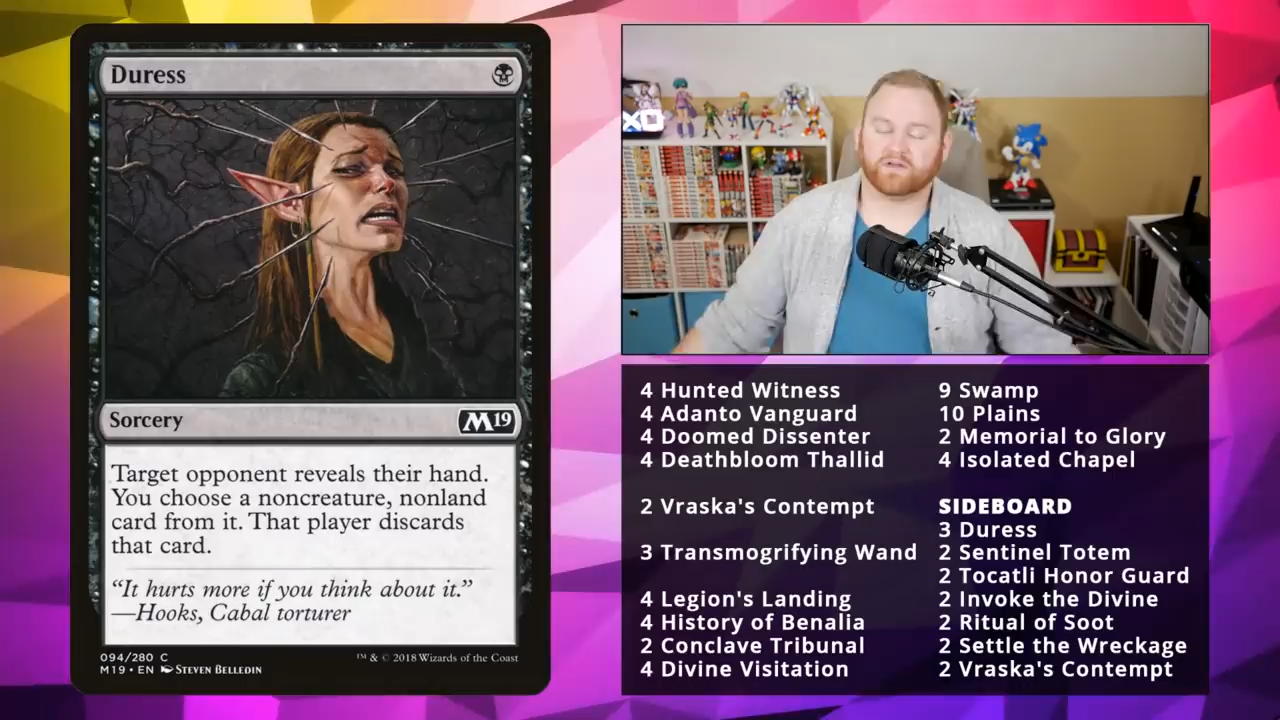 Duress
Sorcery
M19
Target opponent reveals their hand.
You choose a noncreature, nonland
card from it. That player discards
that card.
“It hurts more if you think about it.”
—Hooks, Cabal torturer
094/280 C
M19 • EN STEVEN BELLEDIN
™ & © 2018 Wizards of the Coast
XO
4 Hunted Witness
4 Adanto Vanguard
4 Doomed Dissenter
4 Deathbloom Thallid
2 Vraska's Contempt
3 Transmogrifying Wand
4 Legion's Landing
4 History of Benalia
2 Conclave Tribunal
4 Divine Visitation
9 Swamp
10 Plains
2 Memorial to Glory
4 Isolated Chapel
SIDEBOARD
3 Duress
2 Sentinel Totem
2 Tocatli Honor Guard
2 Invoke the Divine
2 Ritual of Soot
2 Settle the Wreckage
2 Vraska's Contempt